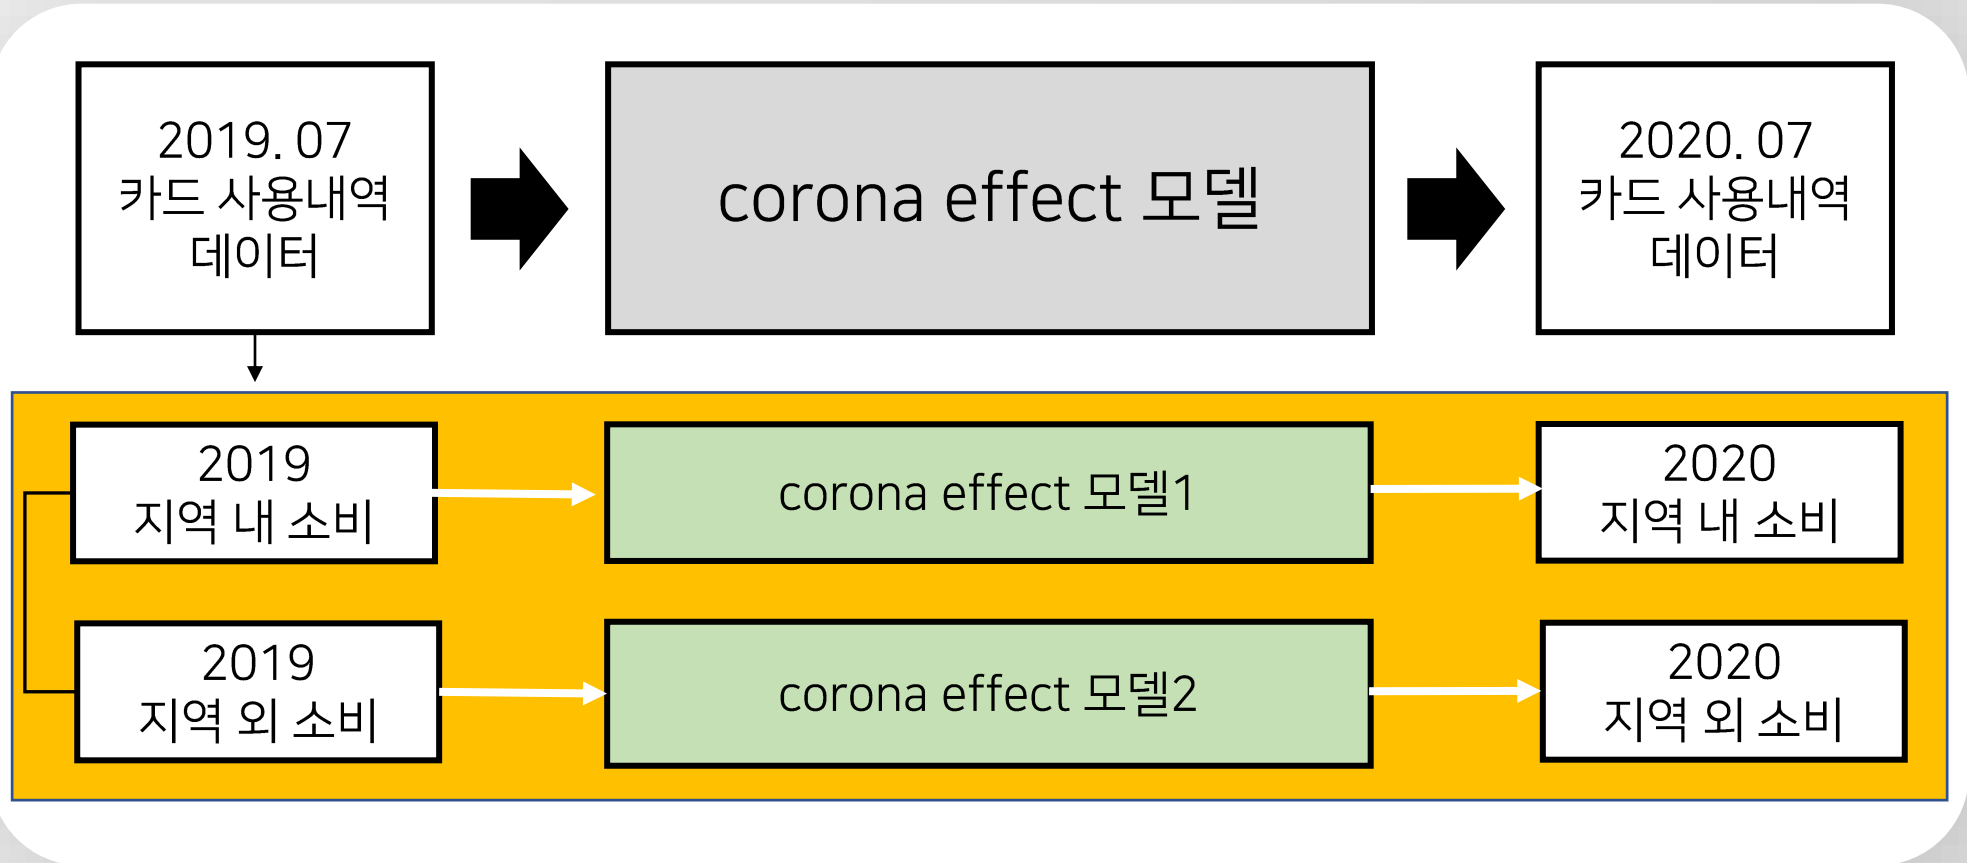 2019. 07
카드 사용내역
데이터
corona effect 모델
2020. 07
카드 사용내역
데이터
2019
지역 내 소비
corona effect 모델1
2020
지역 내 소비
2019
지역 외 소비
corona effect 모델2
2020
지역 외 소비